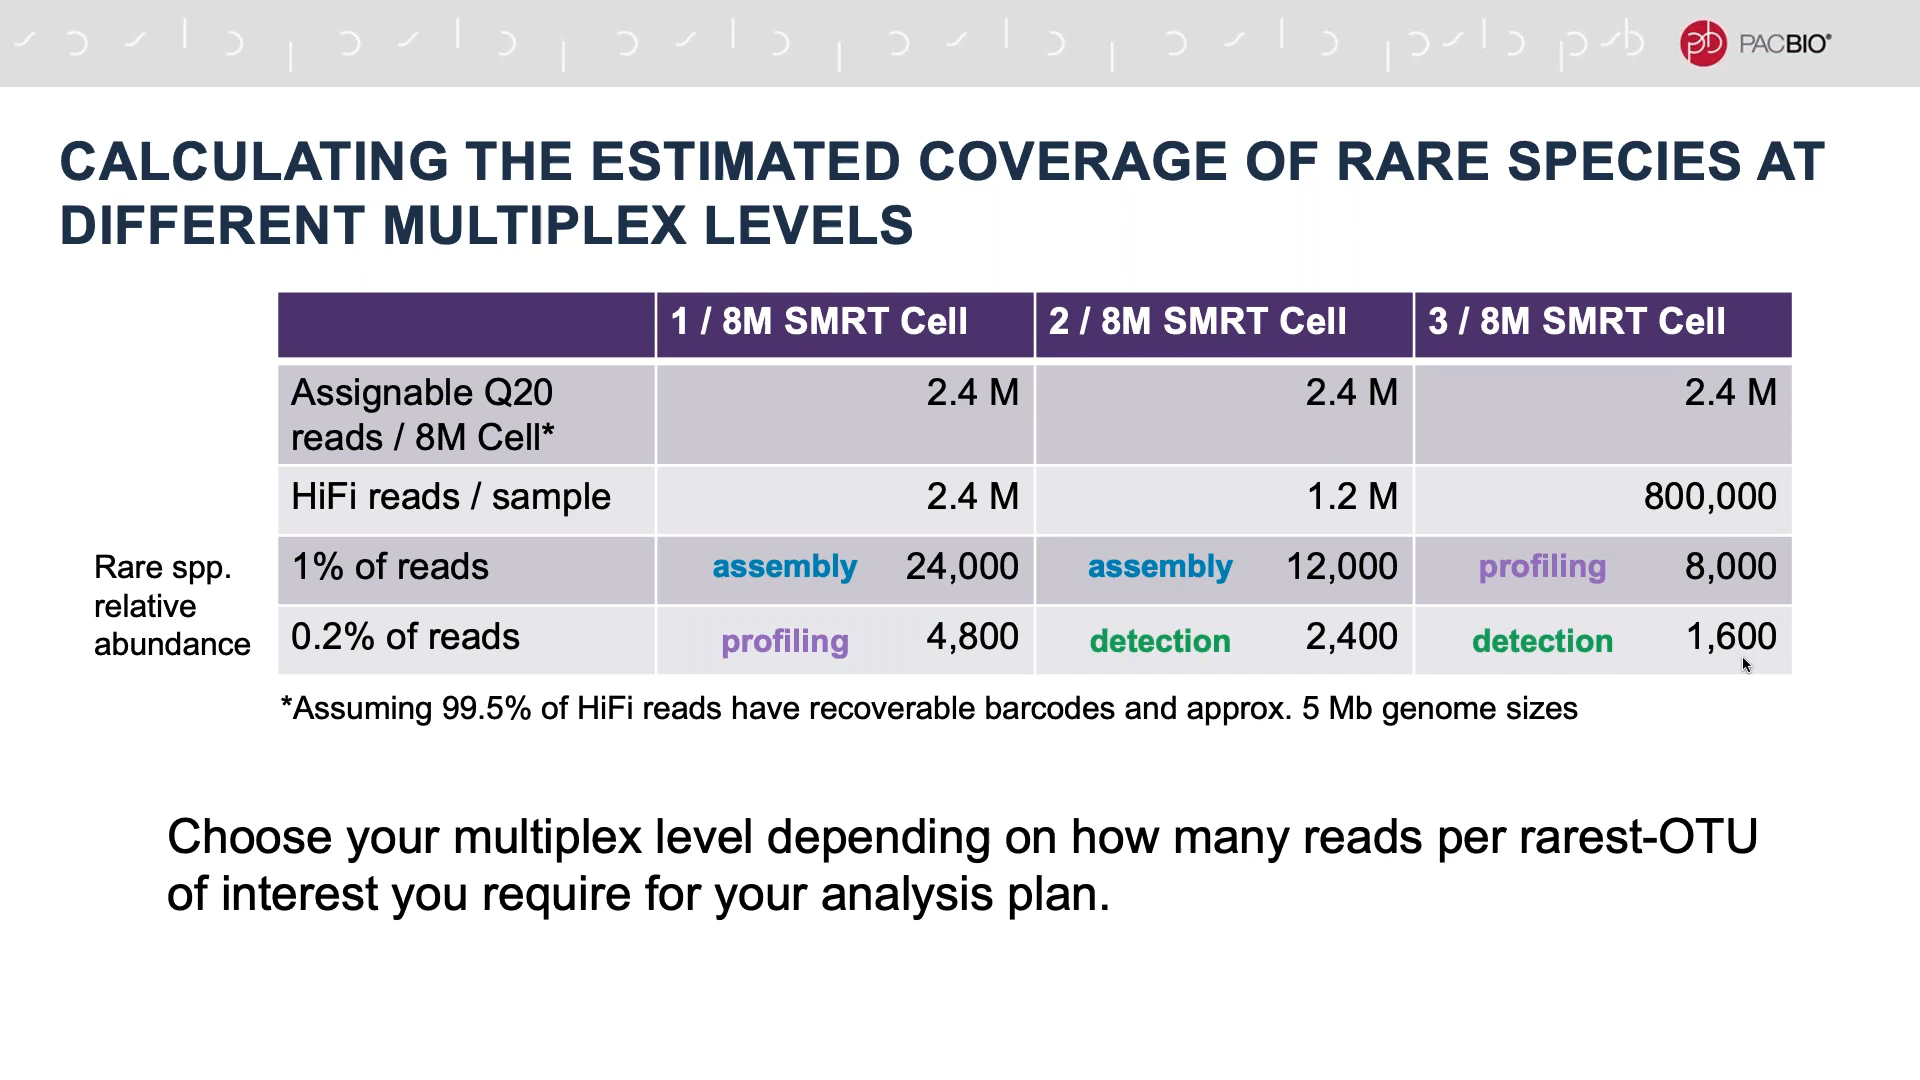 PACBIO®
CALCULATING THE ESTIMATED COVERAGE OF RARE SPECIES AT
DIFFERENT MULTIPLEX LEVELS
1 / 8M SMRT Cell 2 / 8M SMRT Cell 3 / 8M SMRT Cell
Assignable Q20 2.4 M 2.4 M 2.4 M
reads / 8M Cell*
HiFi reads / sample 2.4 M 1.2 M 800,000
Rare spp.
relative
abundance
1% of reads assembly 24,000 assembly 12,000 profiling 8,000
0.2% of reads profiling 4,800 detection 2,400 detection 1,600
*Assuming 99.5% of HiFi reads have recoverable barcodes and approx. 5 Mb genome sizes
Choose your multiplex level depending on how many reads per rarest-OTU
of interest you require for your analysis plan.